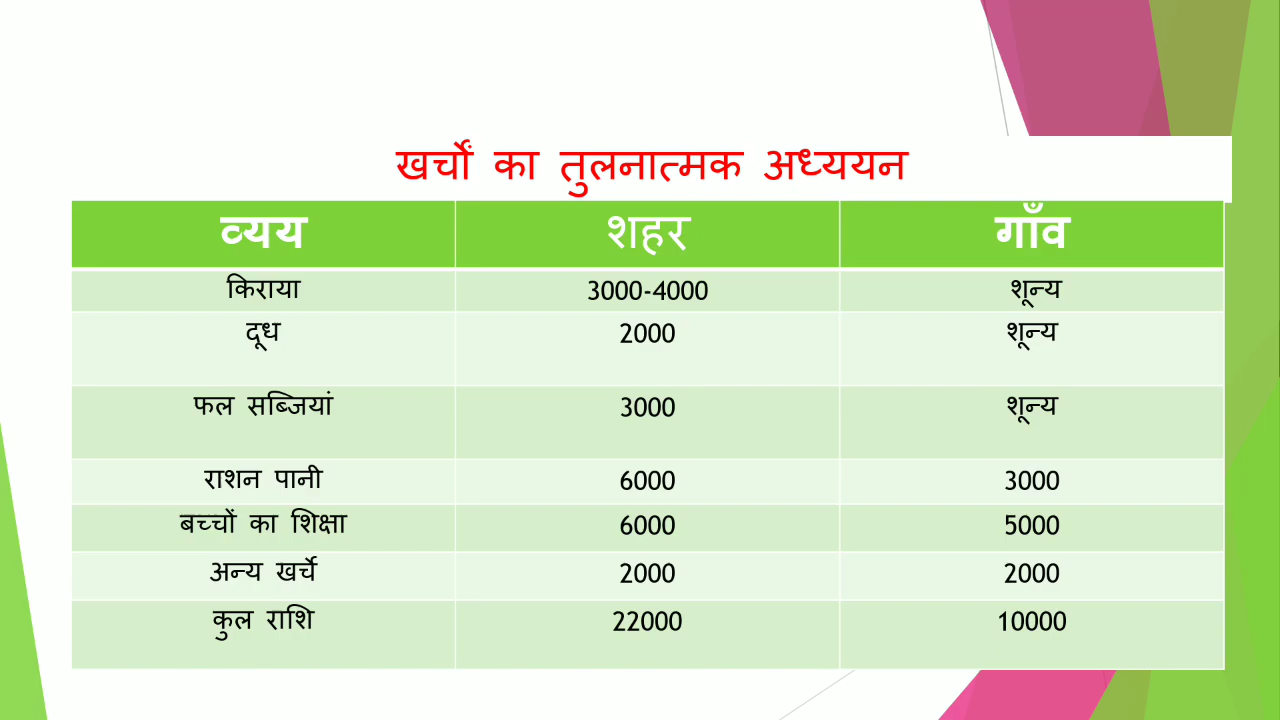 खर्चों का तुलनात्मक अध्ययन
व्यय शहर गाँव
किराया 3000-4000 शून्य
दूध 2000 शून्य
फल सब्जियां 3000 शून्य
राशन पानी 6000 3000
बच्चों का शिक्षा 6000 5000
अन्य खर्चे 2000 2000
कुल राशि 22000 10000